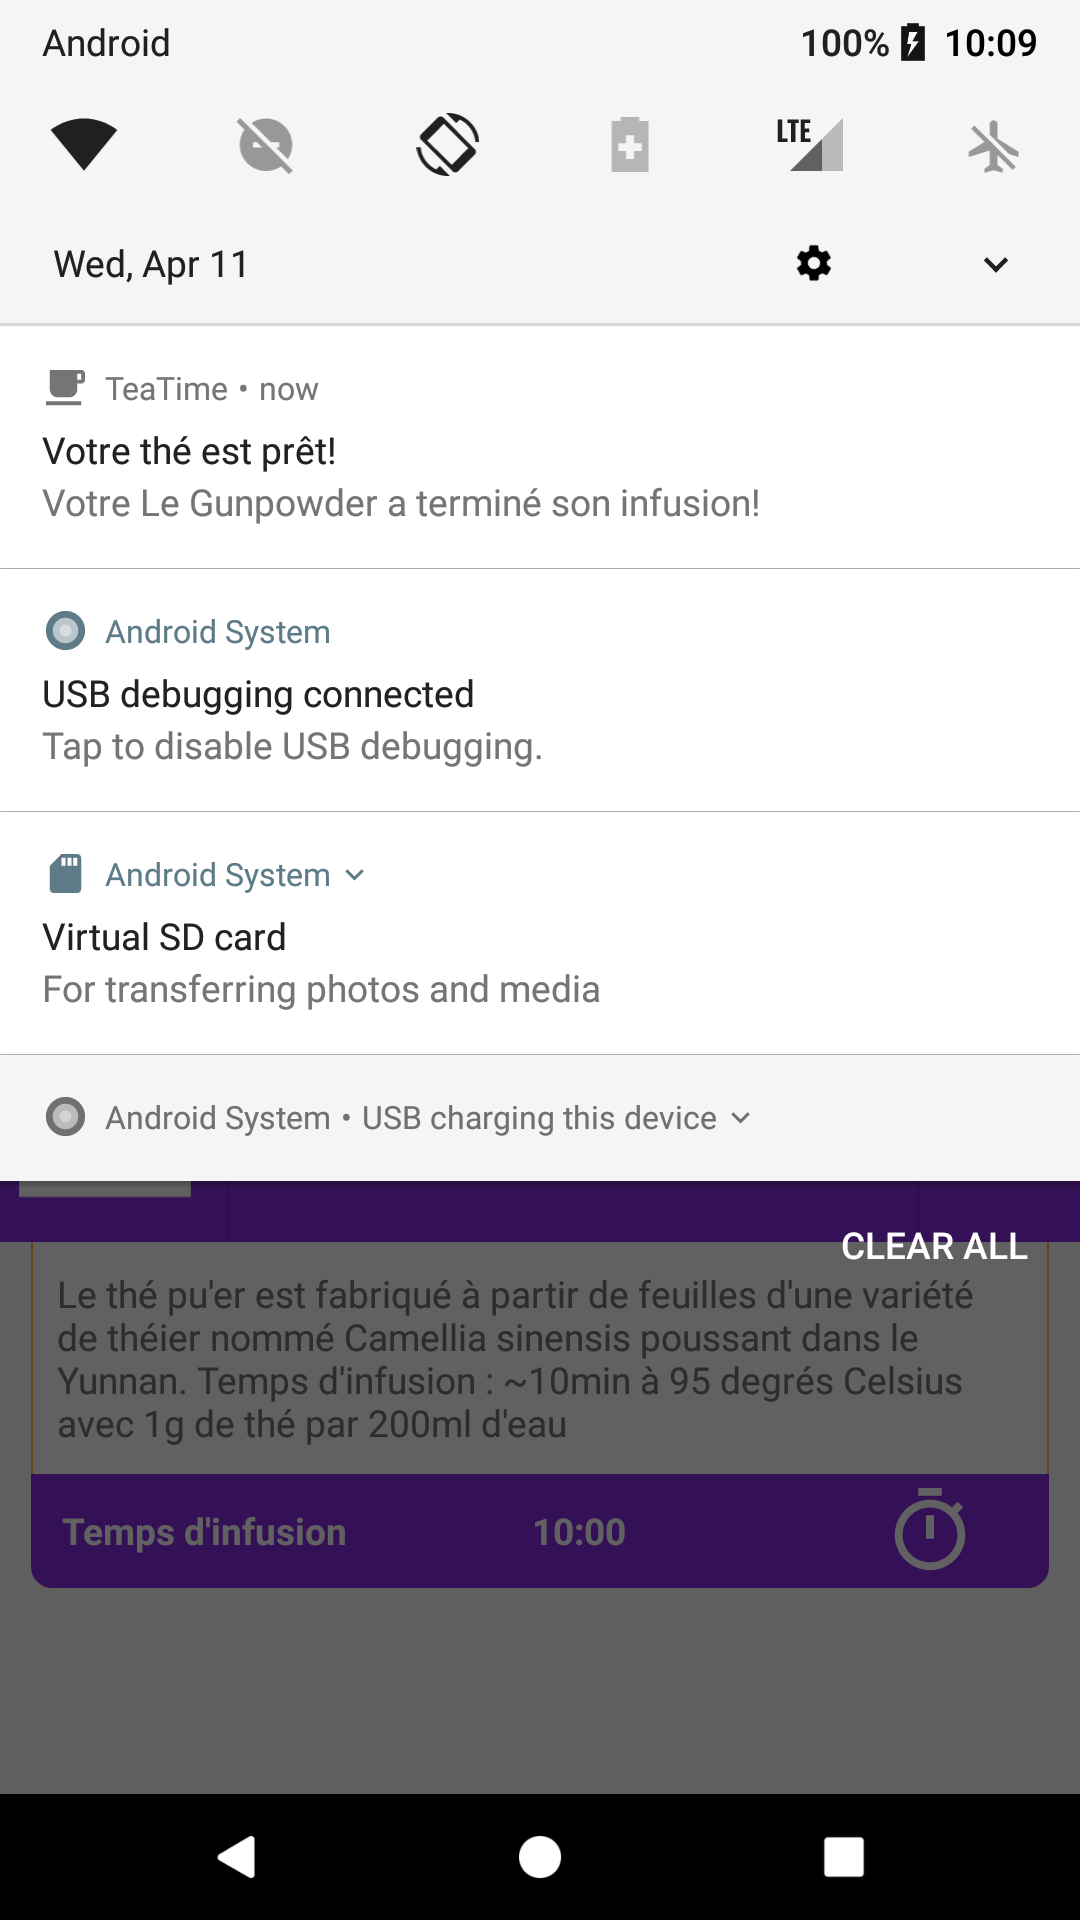 Android 100% 10:09
LTE
Wed, Apr 11
TeaTime • now
Votre thé est prêt!
Votre Le Gunpowder a terminé son infusion!
Android System
USB debugging connected
Tap to disable USB debugging.
Android System
Virtual SD card
For transferring photos and media
Android System • USB charging this device
CLEAR ALL
Le thé pu'er est fabriqué à partir de feuilles d'une variété
de théier nommé Camellia sinensis poussant dans le
Yunnan. Temps d'infusion : ~10min à 95 degrés Celsius
avec 1g de thé par 200ml d'eau
Temps d'infusion 10:00